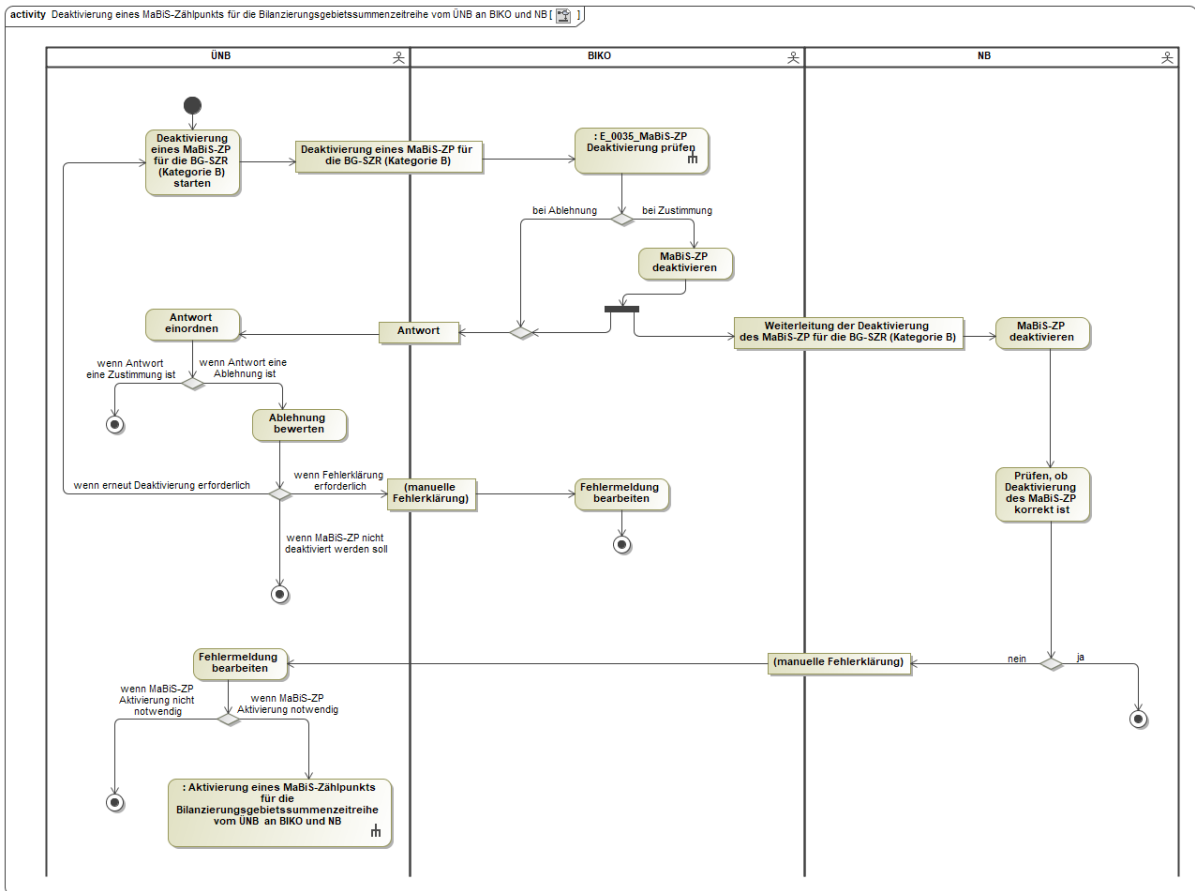 activity Deaktivierung eines MaBiS-Zählpunkts für die Bilanzierungsgebietssummenzeitreihe vom ÜNB an BIKO und NB [ ]
ÜNB
BIKO
NB
Deaktivierung
eines MaBiS-ZP
für die BG-SZR
(Kategorie B)
starten
Deaktivierung eines MaBiS-ZP für
die BG-SZR (Kategorie B)
: E_0035_MaBiS-ZP
Deaktivierung prüfen
bei Ablehnung
bei Zustimmung
MaBiS-ZP
deaktivieren
Antwort
einordnen
Antwort
Weiterleitung der Deaktivierung
des MaBiS-ZP für die BG-SZR (Kategorie B)
MaBiS-ZP
deaktivieren
wenn Antwort
eine Zustimmung ist
wenn Antwort eine
Ablehnung ist
Ablehnung
bewerten
wenn erneut Deaktivierung erforderlich
wenn Fehlerklärung
erforderlich
(manuelle
Fehlerklärung)
Fehlermeldung
bearbeiten
Prüfen, ob
Deaktivierung
des MaBiS-ZP
korrekt ist
wenn MaBiS-ZP nicht
deaktiviert werden soll
Fehlermeldung
bearbeiten
(manuelle Fehlerklärung)
nein
ja
wenn MaBiS-ZP
Aktivierung nicht
notwendig
wenn MaBiS-ZP
Aktivierung notwendig
: Aktivierung eines MaBiS-Zählpunkts
für die
Bilanzierungsgebietssummenzeitreihe
vom ÜNB an BIKO und NB